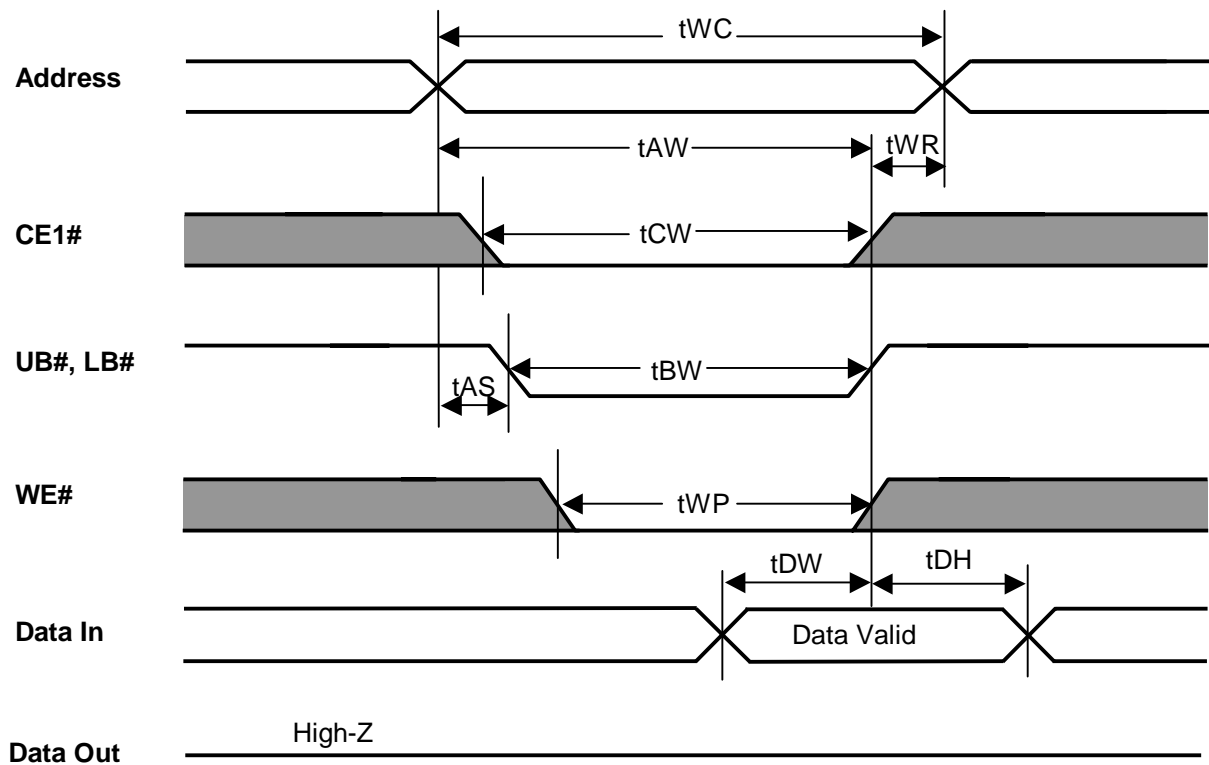 tWC
Address
tAW
tWR
CE1#
tCW
UB#, LB#
tBW
tAS
WE#
tWP
tDW
tDH
Data In
Data Valid
High-Z
Data Out